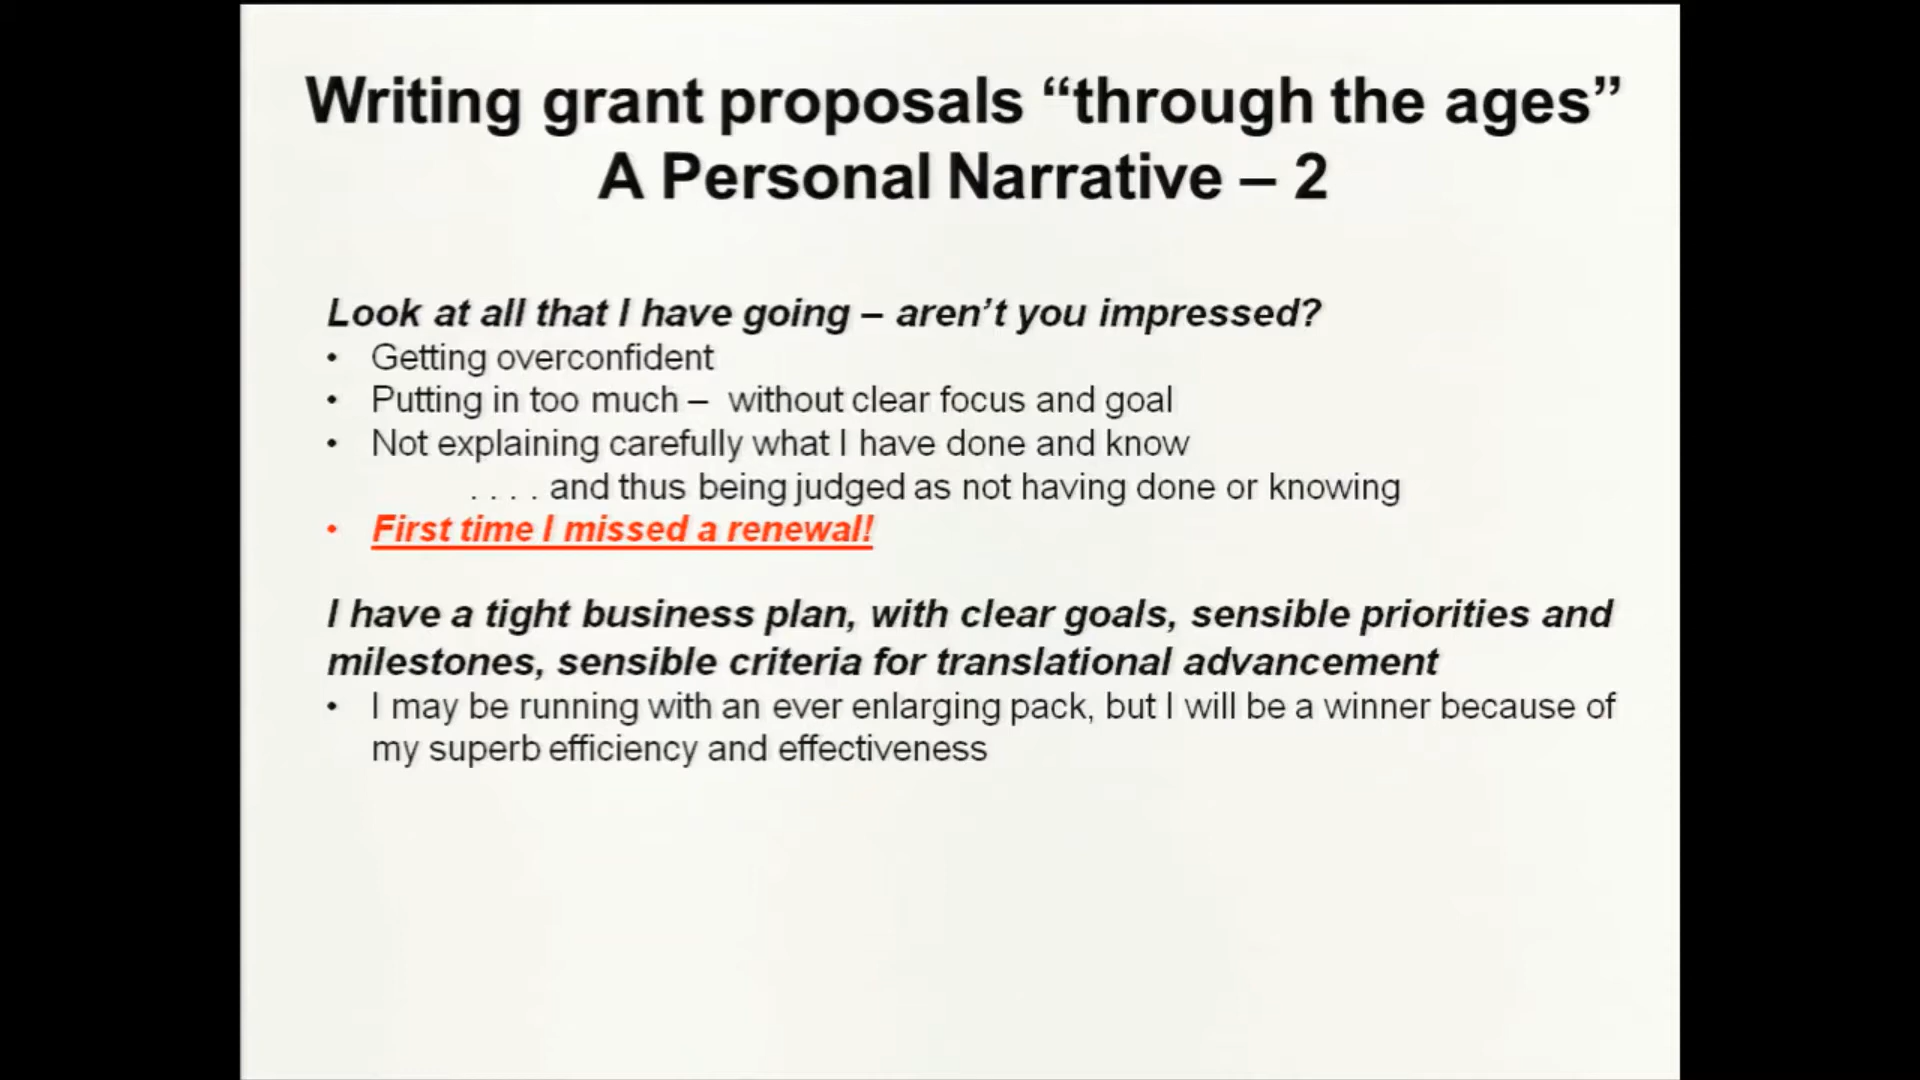 Writing grant proposals “through the ages”
A Personal Narrative – 2
Look at all that I have going – aren’t you impressed?
• Getting overconfident
• Putting in too much – without clear focus and goal
• Not explaining carefully what I have done and know
. . . . and thus being judged as not having done or knowing
• First time I missed a renewal!
I have a tight business plan, with clear goals, sensible priorities and
milestones, sensible criteria for translational advancement
• I may be running with an ever enlarging pack, but I will be a winner because of
my superb efficiency and effectiveness